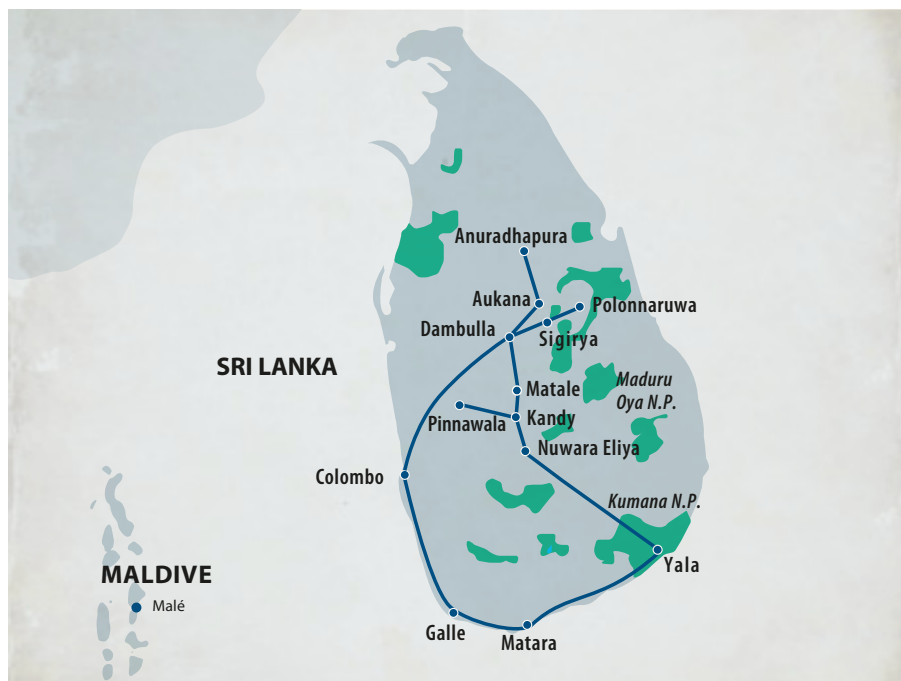 Anuradhapura
Aukana
Polonnaruwa
Dambulla
Sigirya
SRI LANKA
Maduru
Oya N.P.
Matale
Pinnawala
Kandy
Nuwara Eliya
Colombo
Kumana N.P.
Yala
MALDIVE
Malé
Galle
Matara